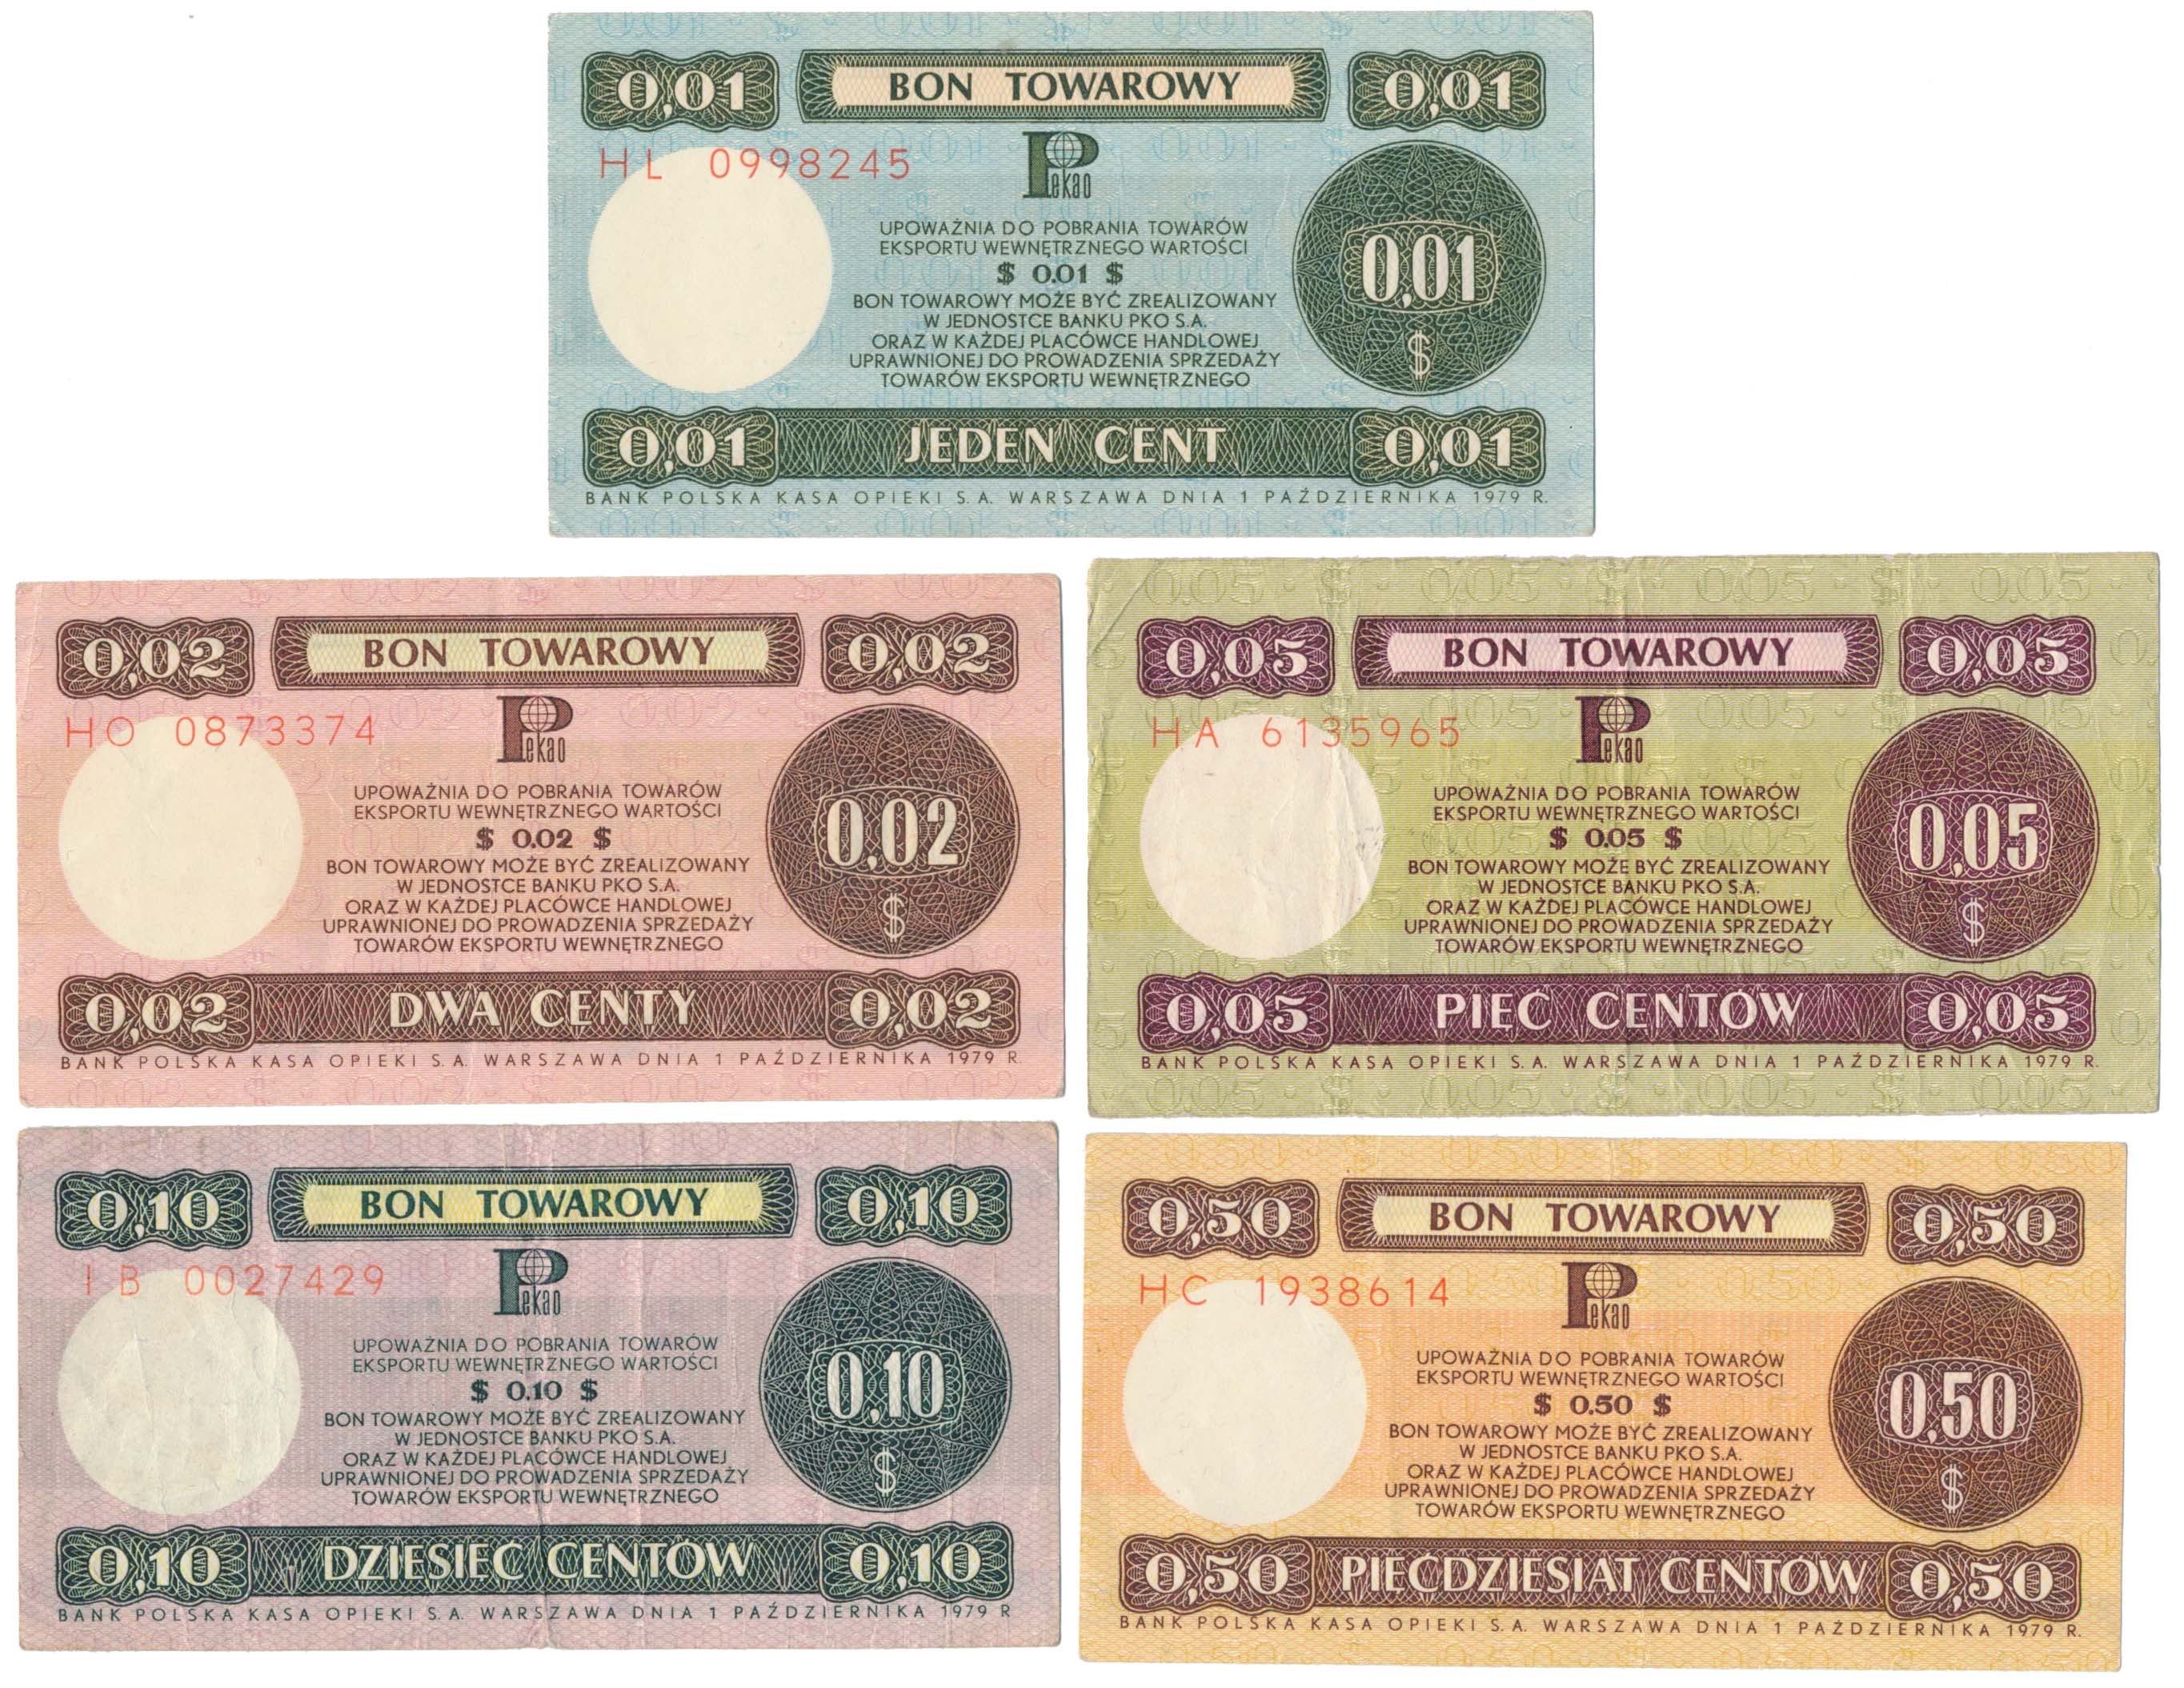 0,01 BON TOWAROWY 0,01
HL 0998245
Pekao
UPOWAŻNIA DO POBRANIA TOWARÓW
EKSPORTU WEWNĘTRZNEGO WARTOŚCI
$ 0.01 $
BON TOWAROWY MOŻE BYĆ ZREALIZOWANY
W JEDNOSTCE BANKU PKO S.A.
ORAZ W KAŻDEJ PLACÓWCE HANDLOWEJ
UPRAWNIONEJ DO PROWADZENIA SPRZEDAŻY
TOWARÓW EKSPORTU WEWNĘTRZNEGO
0,01
$
0,01 JEDEN CENT 0,01
BANK POLSKA KASA OPIEKI S.A. WARSZAWA DNIA 1 PAŹDZIERNIKA 1979 R.
0,02 BON TOWAROWY 0,02
HO 0873374
Pekao
UPOWAŻNIA DO POBRANIA TOWARÓW
EKSPORTU WEWNĘTRZNEGO WARTOŚCI
$ 0.02 $
BON TOWAROWY MOŻE BYĆ ZREALIZOWANY
W JEDNOSTCE BANKU PKO S.A.
ORAZ W KAŻDEJ PLACÓWCE HANDLOWEJ
UPRAWNIONEJ DO PROWADZENIA SPRZEDAŻY
TOWARÓW EKSPORTU WEWNĘTRZNEGO
0,02
$
0,02 DWA CENTY 0,02
BANK POLSKA KASA OPIEKI S.A. WARSZAWA DNIA 1 PAŹDZIERNIKA 1979 R.
0,05 BON TOWAROWY 0,05
HA 6135965
Pekao
UPOWAŻNIA DO POBRANIA TOWARÓW
EKSPORTU WEWNĘTRZNEGO WARTOŚCI
$ 0.05 $
BON TOWAROWY MOŻE BYĆ ZREALIZOWANY
W JEDNOSTCE BANKU PKO S.A.
ORAZ W KAŻDEJ PLACÓWCE HANDLOWEJ
UPRAWNIONEJ DO PROWADZENIA SPRZEDAŻY
TOWARÓW EKSPORTU WEWNĘTRZNEGO
0,05
$
0,05 PIĘĆ CENTÓW 0,05
BANK POLSKA KASA OPIEKI S.A. WARSZAWA DNIA 1 PAŹDZIERNIKA 1979 R.
0,10 BON TOWAROWY 0,10
IB 0027429
Pekao
UPOWAŻNIA DO POBRANIA TOWARÓW
EKSPORTU WEWNĘTRZNEGO WARTOŚCI
$ 0.10 $
BON TOWAROWY MOŻE BYĆ ZREALIZOWANY
W JEDNOSTCE BANKU PKO S.A.
ORAZ W KAŻDEJ PLACÓWCE HANDLOWEJ
UPRAWNIONEJ DO PROWADZENIA SPRZEDAŻY
TOWARÓW EKSPORTU WEWNĘTRZNEGO
0,10
$
0,10 DZIESIĘĆ CENTÓW 0,10
BANK POLSKA KASA OPIEKI S.A. WARSZAWA DNIA 1 PAŹDZIERNIKA 1979 R
0,50 BON TOWAROWY 0,50
HC 1938614
Pekao
UPOWAŻNIA DO POBRANIA TOWARÓW
EKSPORTU WEWNĘTRZNEGO WARTOŚCI
$ 0.50 $
BON TOWAROWY MOŻE BYĆ ZREALIZOWANY
W JEDNOSTCE BANKU PKO S.A.
ORAZ W KAŻDEJ PLACÓWCE HANDLOWEJ
UPRAWNIONEJ DO PROWADZENIA SPRZEDAŻY
TOWARÓW EKSPORTU WEWNĘTRZNEGO
0,50
$
0,50 PIĘĆDZIESIĄT CENTÓW 0,50
BANK POLSKA KASA OPIEKI S.A. WARSZAWA DNIA 1 PAŹDZIERNIKA 1979 R.